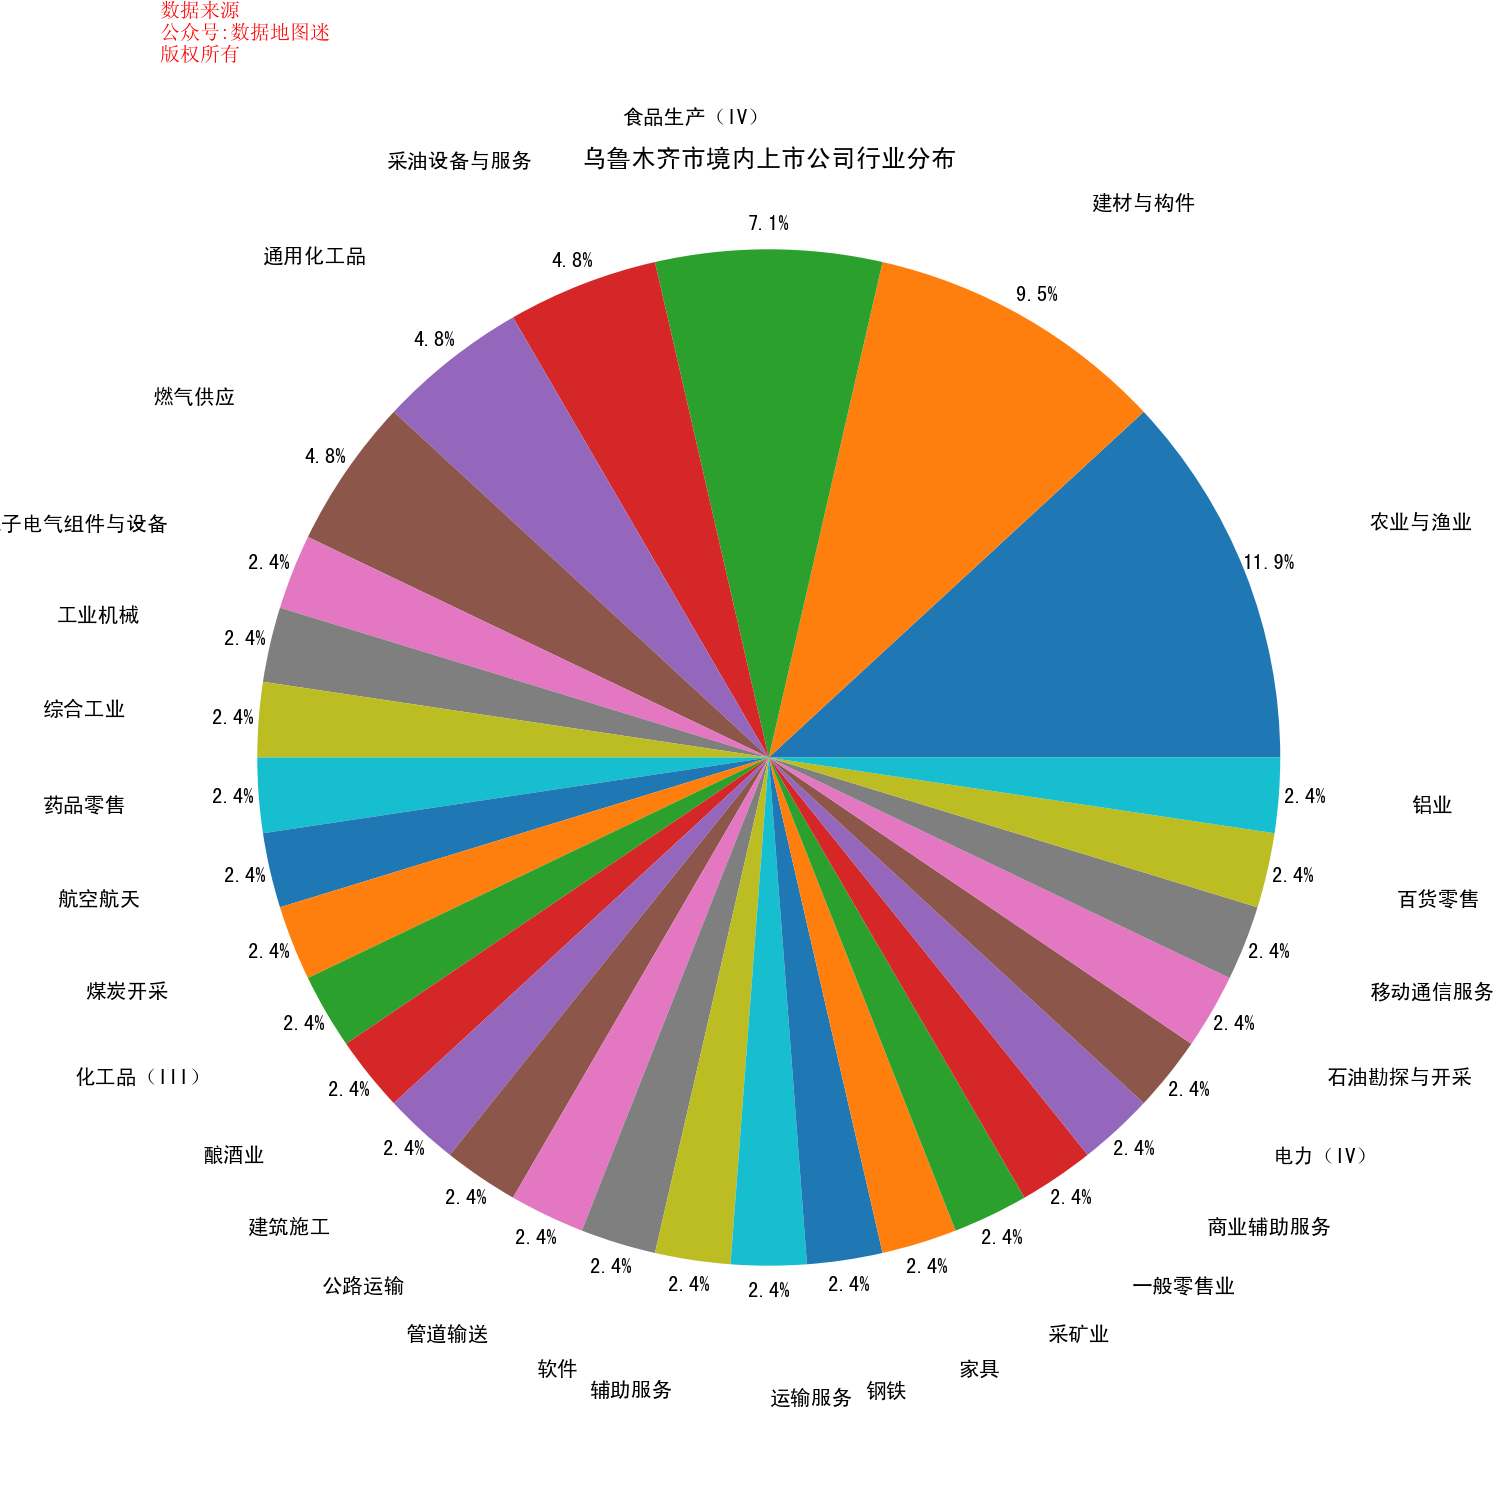 数据来源
公众号:数据地图迷
版权所有
食品生产（IV）
乌鲁木齐市境内上市公司行业分布
采油设备与服务
建材与构件
7.1%
4.8%
通用化工品
9.5%
4.8%
燃气供应
4.8%
子电气组件与设备
农业与渔业
2.4%
11.9%
工业机械
2.4%
综合工业
2.4%
药品零售
2.4%
2.4%
铝业
航空航天
2.4%
2.4%
百货零售
煤炭开采
2.4%
2.4%
移动通信服务
2.4%
2.4%
化工品（III）
石油勘探与开采
2.4%
2.4%
酿酒业
2.4%
2.4%
电力（IV）
2.4%
2.4%
建筑施工
商业辅助服务
2.4%
2.4%
2.4%
2.4%
2.4%
2.4%
2.4%
公路运输
一般零售业
管道输送
采矿业
软件
家具
辅助服务
运输服务
钢铁